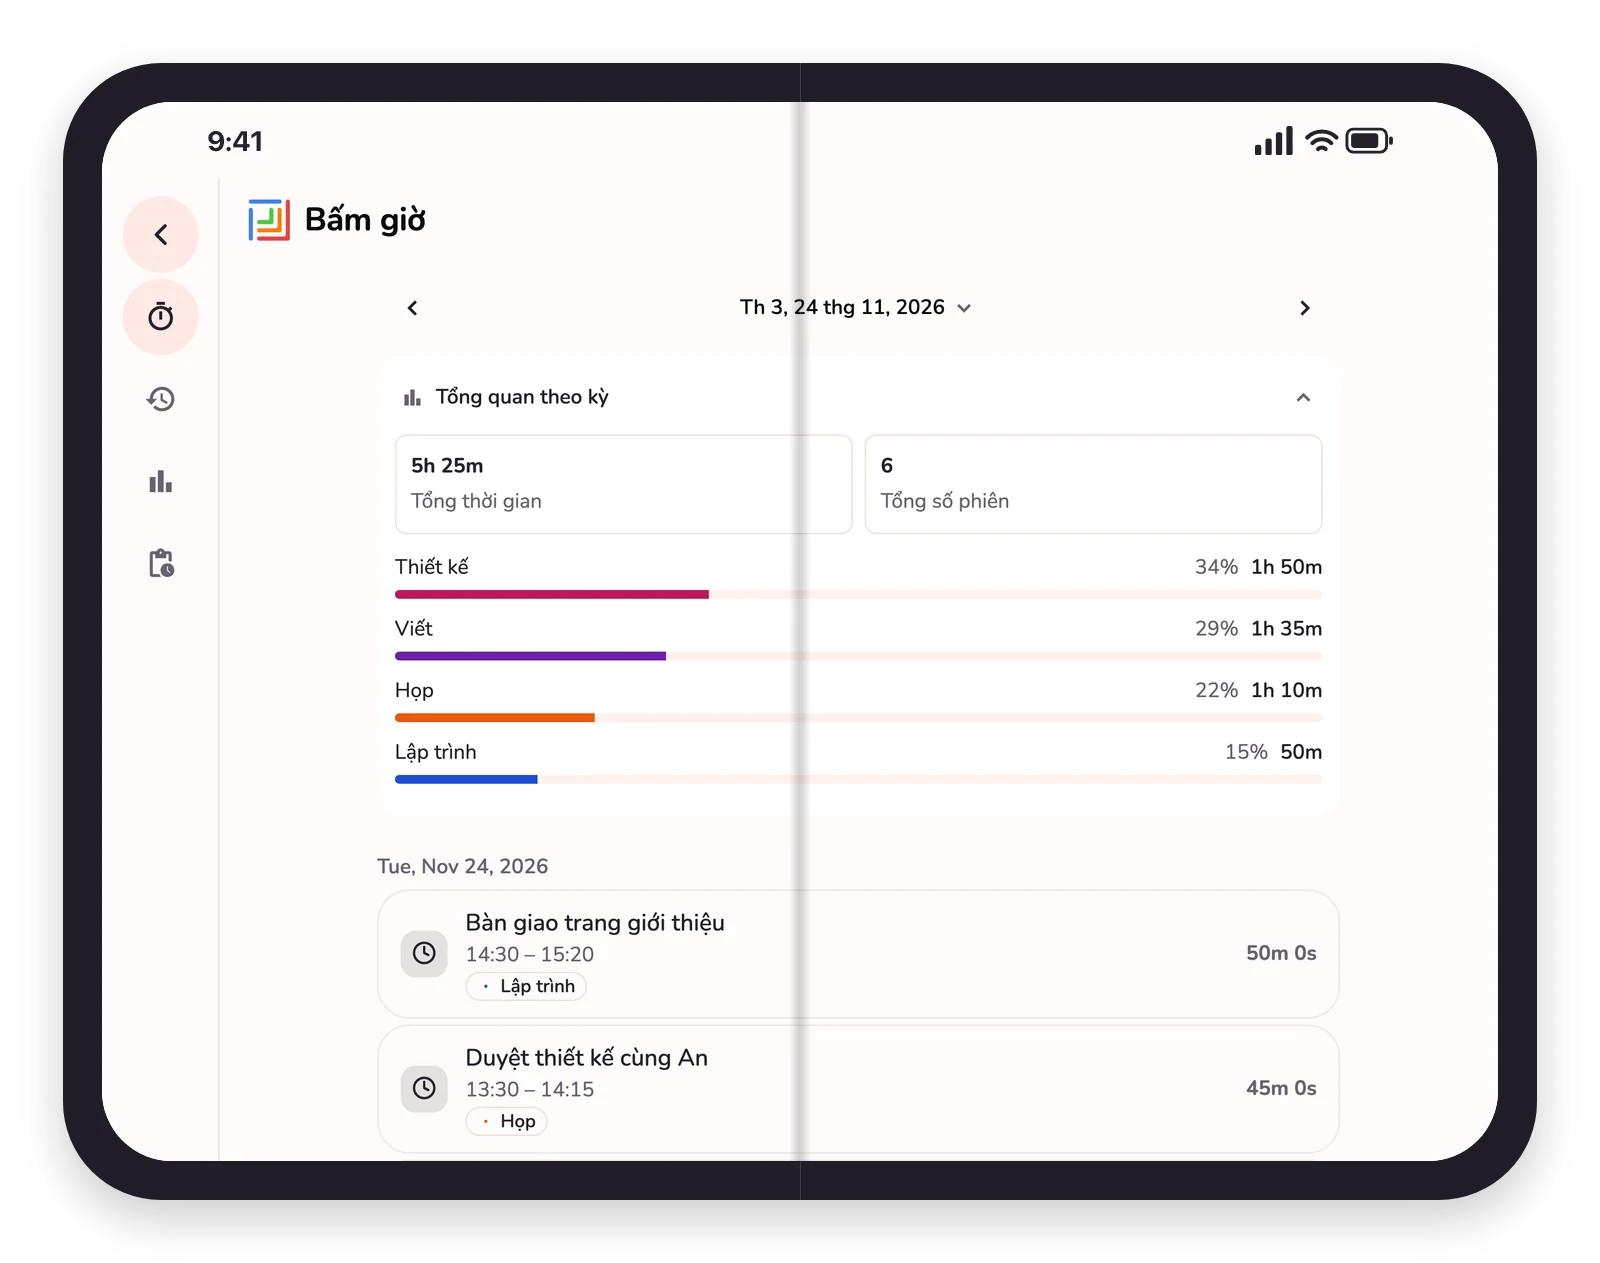 9:41
Bấm giờ
Th 3, 24 thg 11, 2026
Tổng quan theo kỳ
5h 25m
Tổng thời gian
6
Tổng số phiên
Thiết kế 34% 1h 50m
Viết 29% 1h 35m
Họp 22% 1h 10m
Lập trình 15% 50m
Tue, Nov 24, 2026
Bàn giao trang giới thiệu
14:30 – 15:20
Lập trình
50m 0s
Duyệt thiết kế cùng An
13:30 – 14:15
Họp
45m 0s